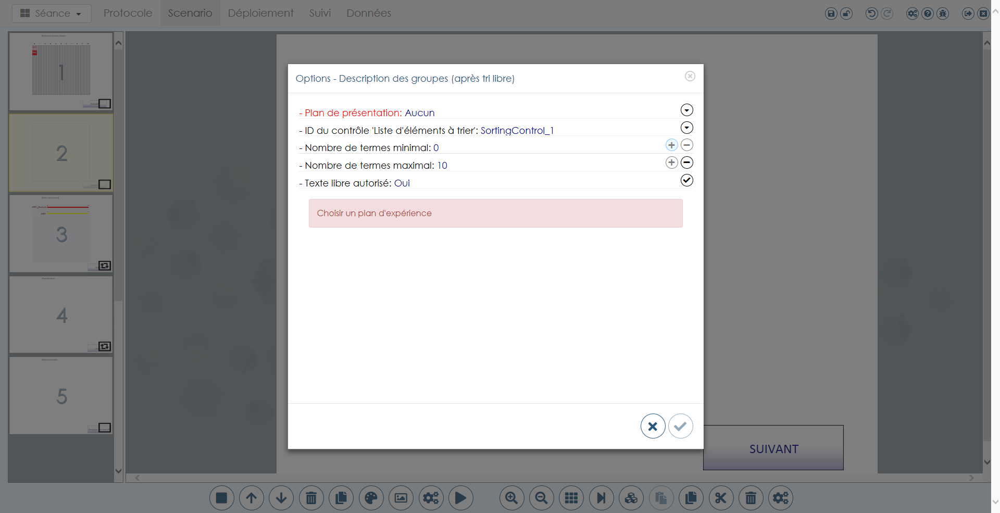 Séance
Protocole
Scenario
Déploiement
Suivi
Données
1
2
3
4
5
Options - Description des groupes (après tri libre)
- Plan de présentation: Aucun
- ID du contrôle 'Liste d'éléments à trier': SortingControl_1
- Nombre de termes minimal: 0
- Nombre de termes maximal: 10
- Texte libre autorisé: Oui
Choisir un plan d'expérience
SUIVANT